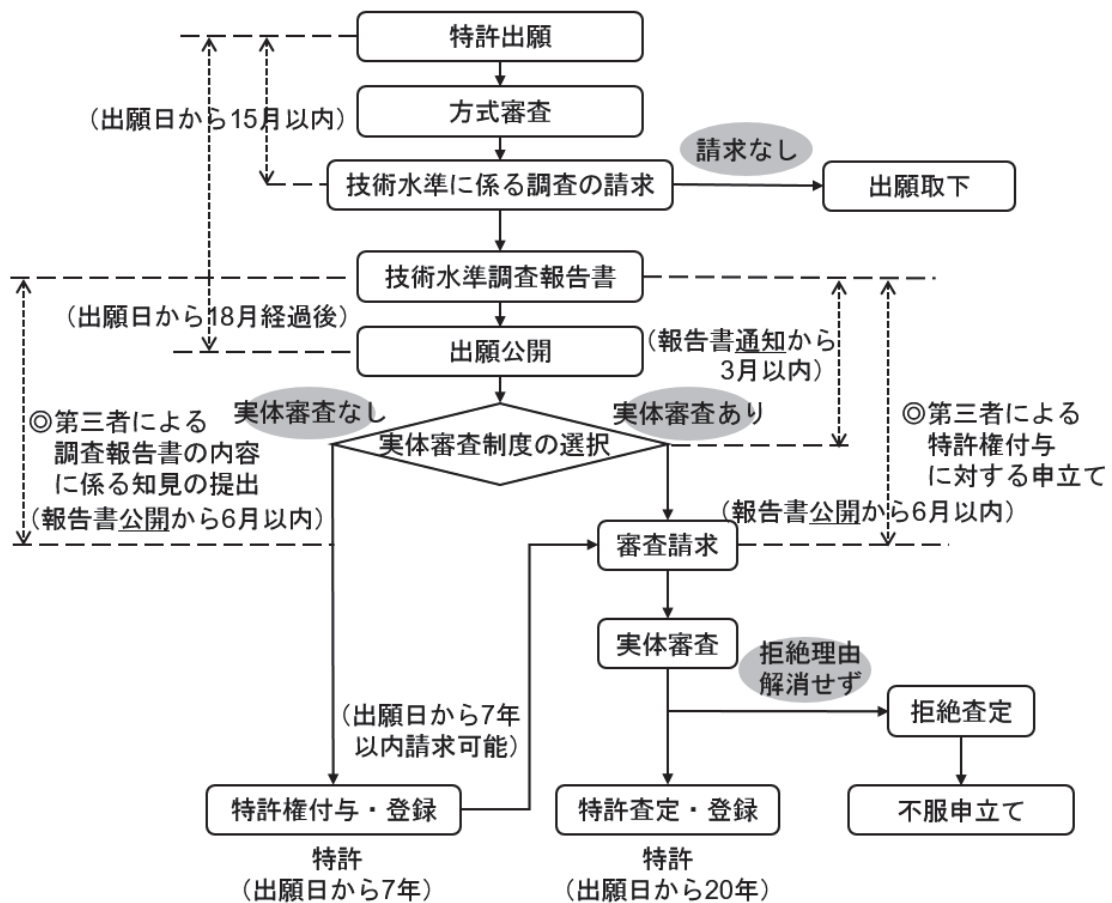 特許出願
方式審査
（出願日から15月以内）
請求なし
技術水準に係る調査の請求
出願取下
技術水準調査報告書
（出願日から18月経過後）
出願公開
（報告書通知から
3月以内）
実体審査なし
実体審査あり
実体審査制度の選択
◎第三者による
調査報告書の内容
に係る知見の提出
（報告書公開から6月以内）
◎第三者による
特許権付与
に対する申立て
（報告書公開から6月以内）
審査請求
実体審査
拒絶理由
解消せず
拒絶査定
（出願日から7年
以内請求可能）
特許権付与・登録
特許査定・登録
不服申立て
特許
（出願日から7年）
特許
（出願日から20年）